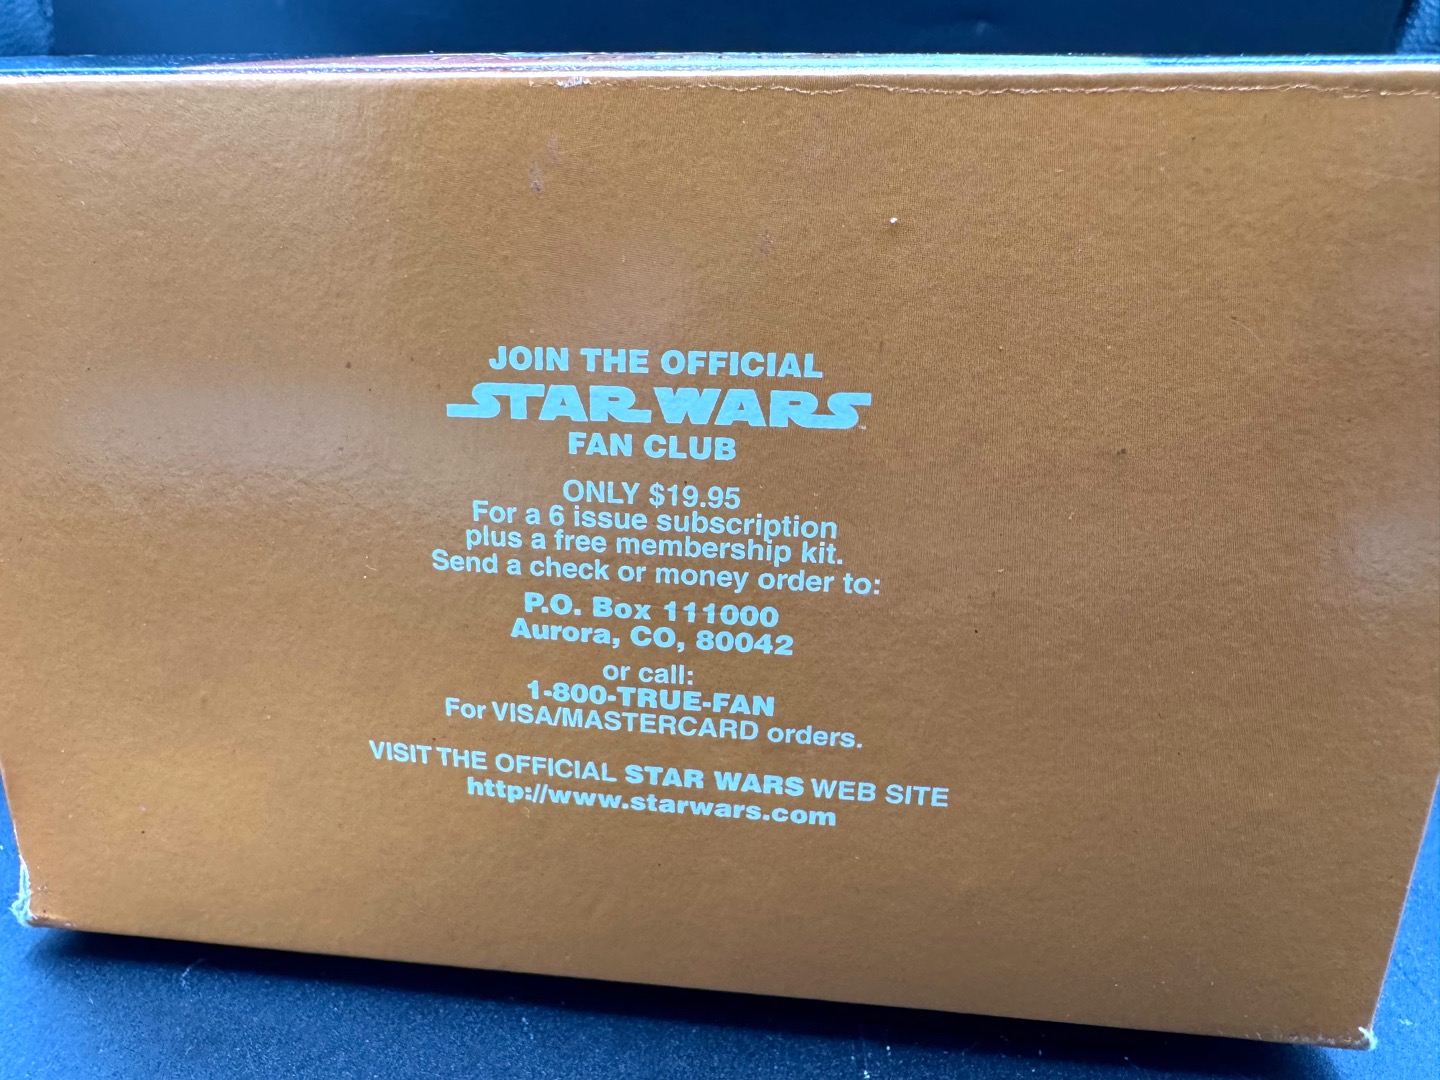 JOIN THE OFFICIAL
STAR WARS™
FAN CLUB
ONLY $19.95
For a 6 issue subscription
plus a free membership kit.
Send a check or money order to:
P.O. Box 111000
Aurora, CO, 80042
or call:
1-800-TRUE-FAN
For VISA/MASTERCARD orders.
VISIT THE OFFICIAL STAR WARS WEB SITE
http://www.starwars.com